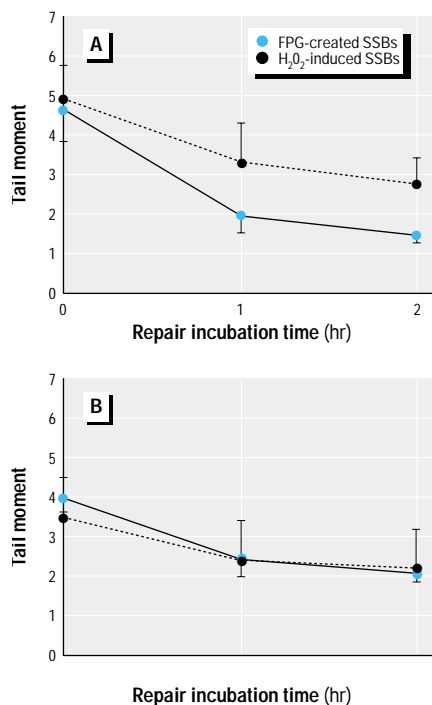 A
FPG-created SSBs
H₂O₂-induced SSBs
7
6
5
4
3
2
1
0
Tail moment
0
1
2
Repair incubation time (hr)
B
7
6
5
4
3
2
1
0
Tail moment
Repair incubation time (hr)